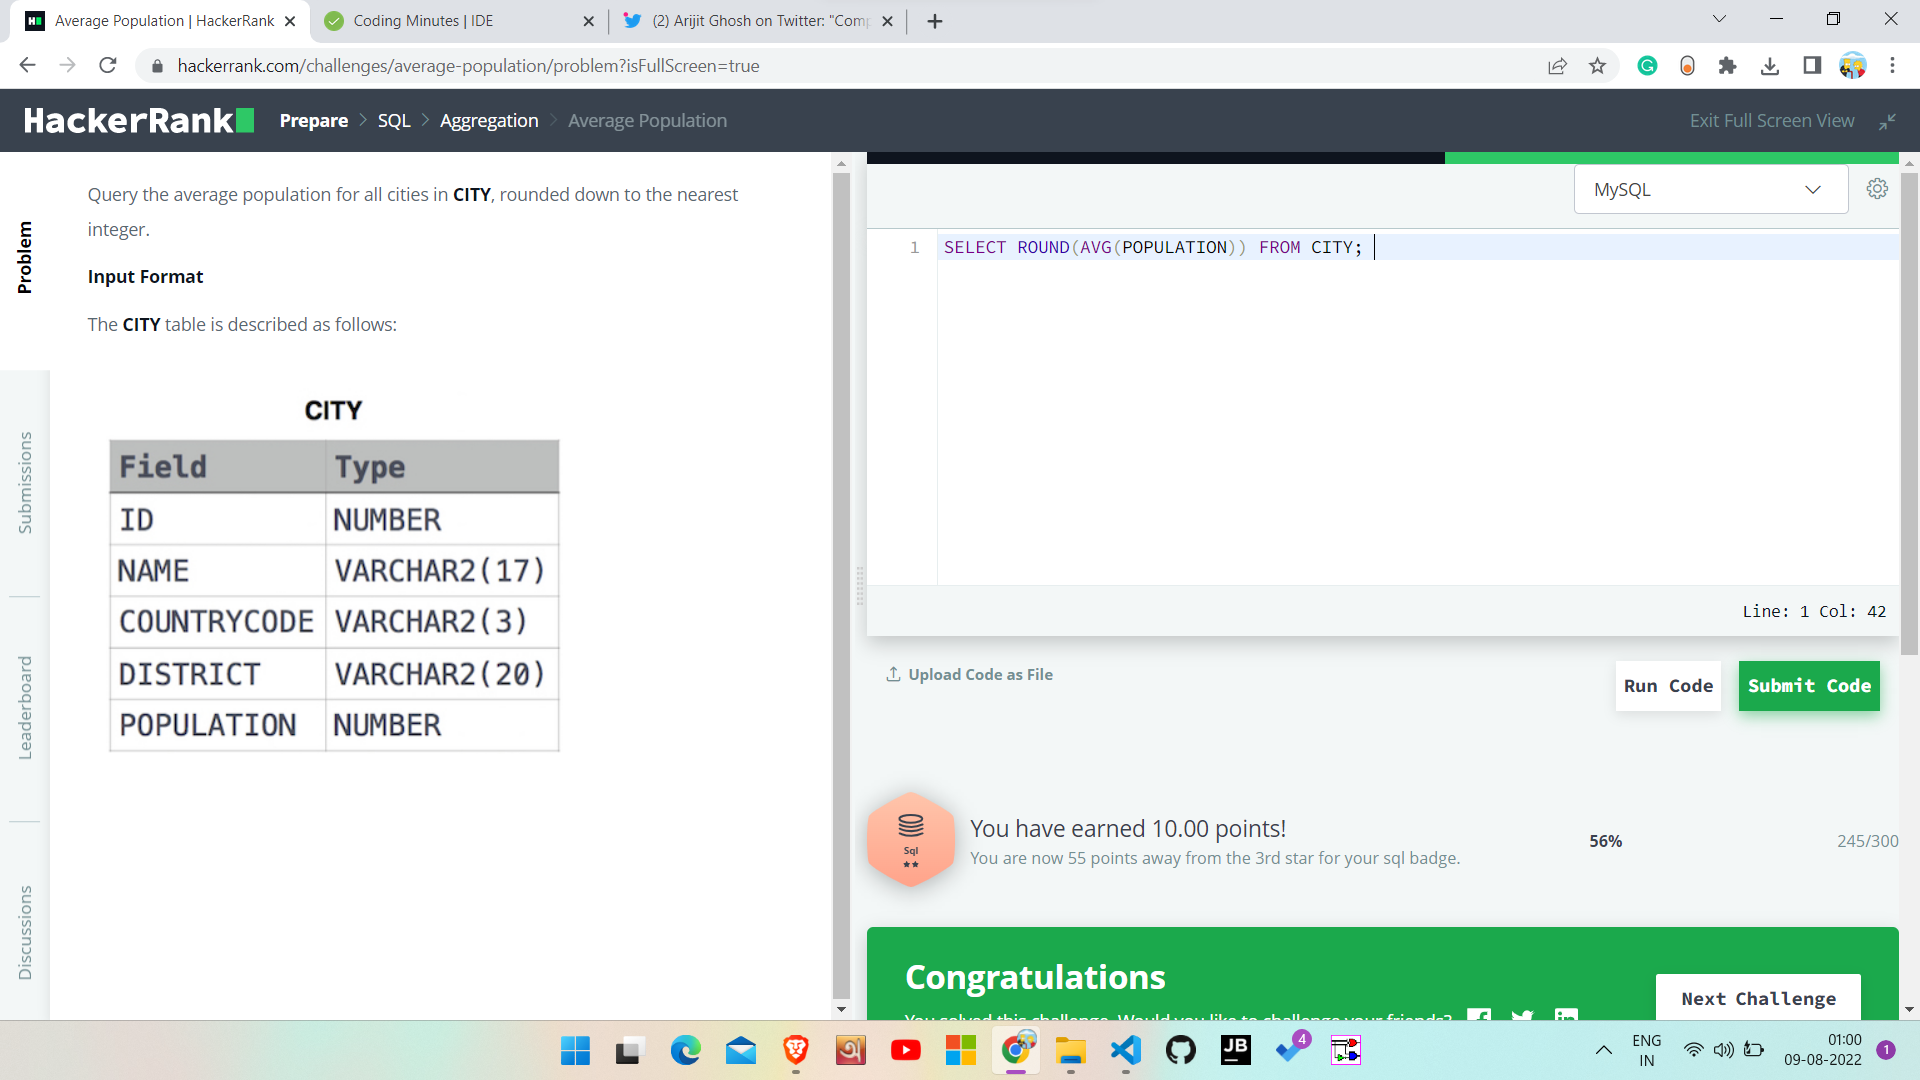 Average Population | HackerRank
Coding Minutes | IDE
(2) Arijit Ghosh on Twitter: "Comp
hackerrank.com/challenges/average-population/problem?isFullScreen=true
HackerRank
Prepare > SQL > Aggregation > Average Population
Exit Full Screen View
Problem
Submissions
Leaderboard
Discussions
Query the average population for all cities in CITY, rounded down to the nearest
integer.
Input Format
The CITY table is described as follows:
CITY
Field Type
ID NUMBER
NAME VARCHAR2(17)
COUNTRYCODE VARCHAR2(3)
DISTRICT VARCHAR2(20)
POPULATION NUMBER
MySQL
1 SELECT ROUND(AVG(POPULATION)) FROM CITY;
Line: 1 Col: 42
Upload Code as File
Run Code
Submit Code
Sql
You have earned 10.00 points!
You are now 55 points away from the 3rd star for your sql badge.
56%
245/300
Congratulations
You solved this challenge. Would you like to challenge your friends?
Next Challenge
JB
4
ENG
IN
01:00
09-08-2022
1